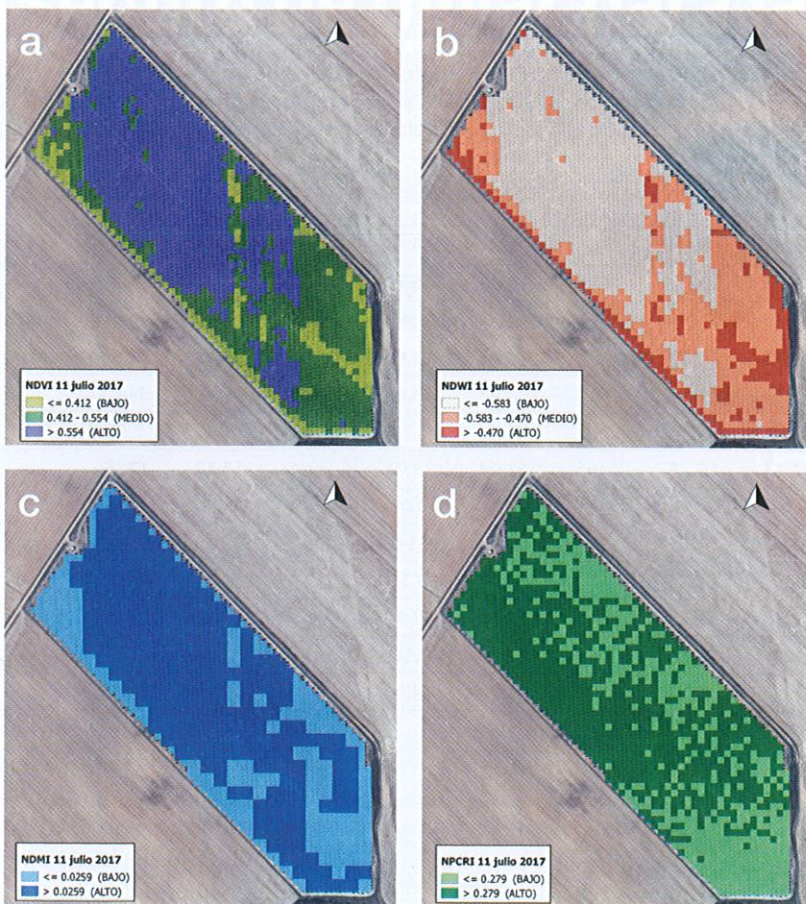 a
b
NDVI 11 julio 2017
<= 0.412 (BAJO)
0.412 - 0.554 (MEDIO)
> 0.554 (ALTO)
NDWI 11 julio 2017
<= -0.583 (BAJO)
-0.583 - -0.470 (MEDIO)
> -0.470 (ALTO)
c
d
NDMI 11 julio 2017
<= 0.0259 (BAJO)
> 0.0259 (ALTO)
NPCRI 11 julio 2017
<= 0.279 (BAJO)
> 0.279 (ALTO)